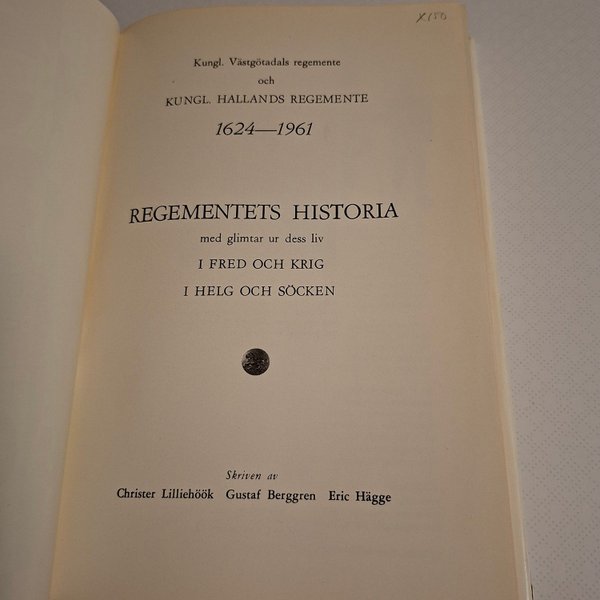 X150
Kungl. Västgötadals regemente
och
KUNGL. HALLANDS REGEMENTE
1624—1961
REGEMENTETS HISTORIA
med glimtar ur dess liv
I FRED OCH KRIG
I HELG OCH SÖCKEN
Skriven av
Christer Lilliehöök Gustaf Berggren Eric Hägge